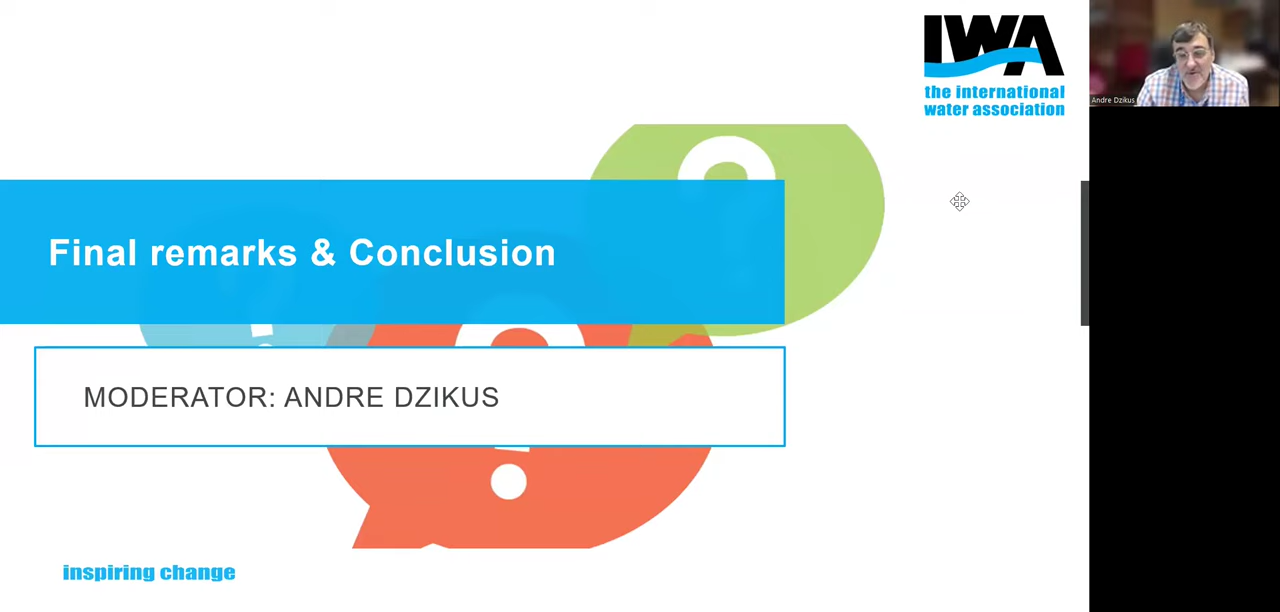 IWA
the international
water association
Andre Dzikus
Final remarks & Conclusion
MODERATOR: ANDRE DZIKUS
inspiring change